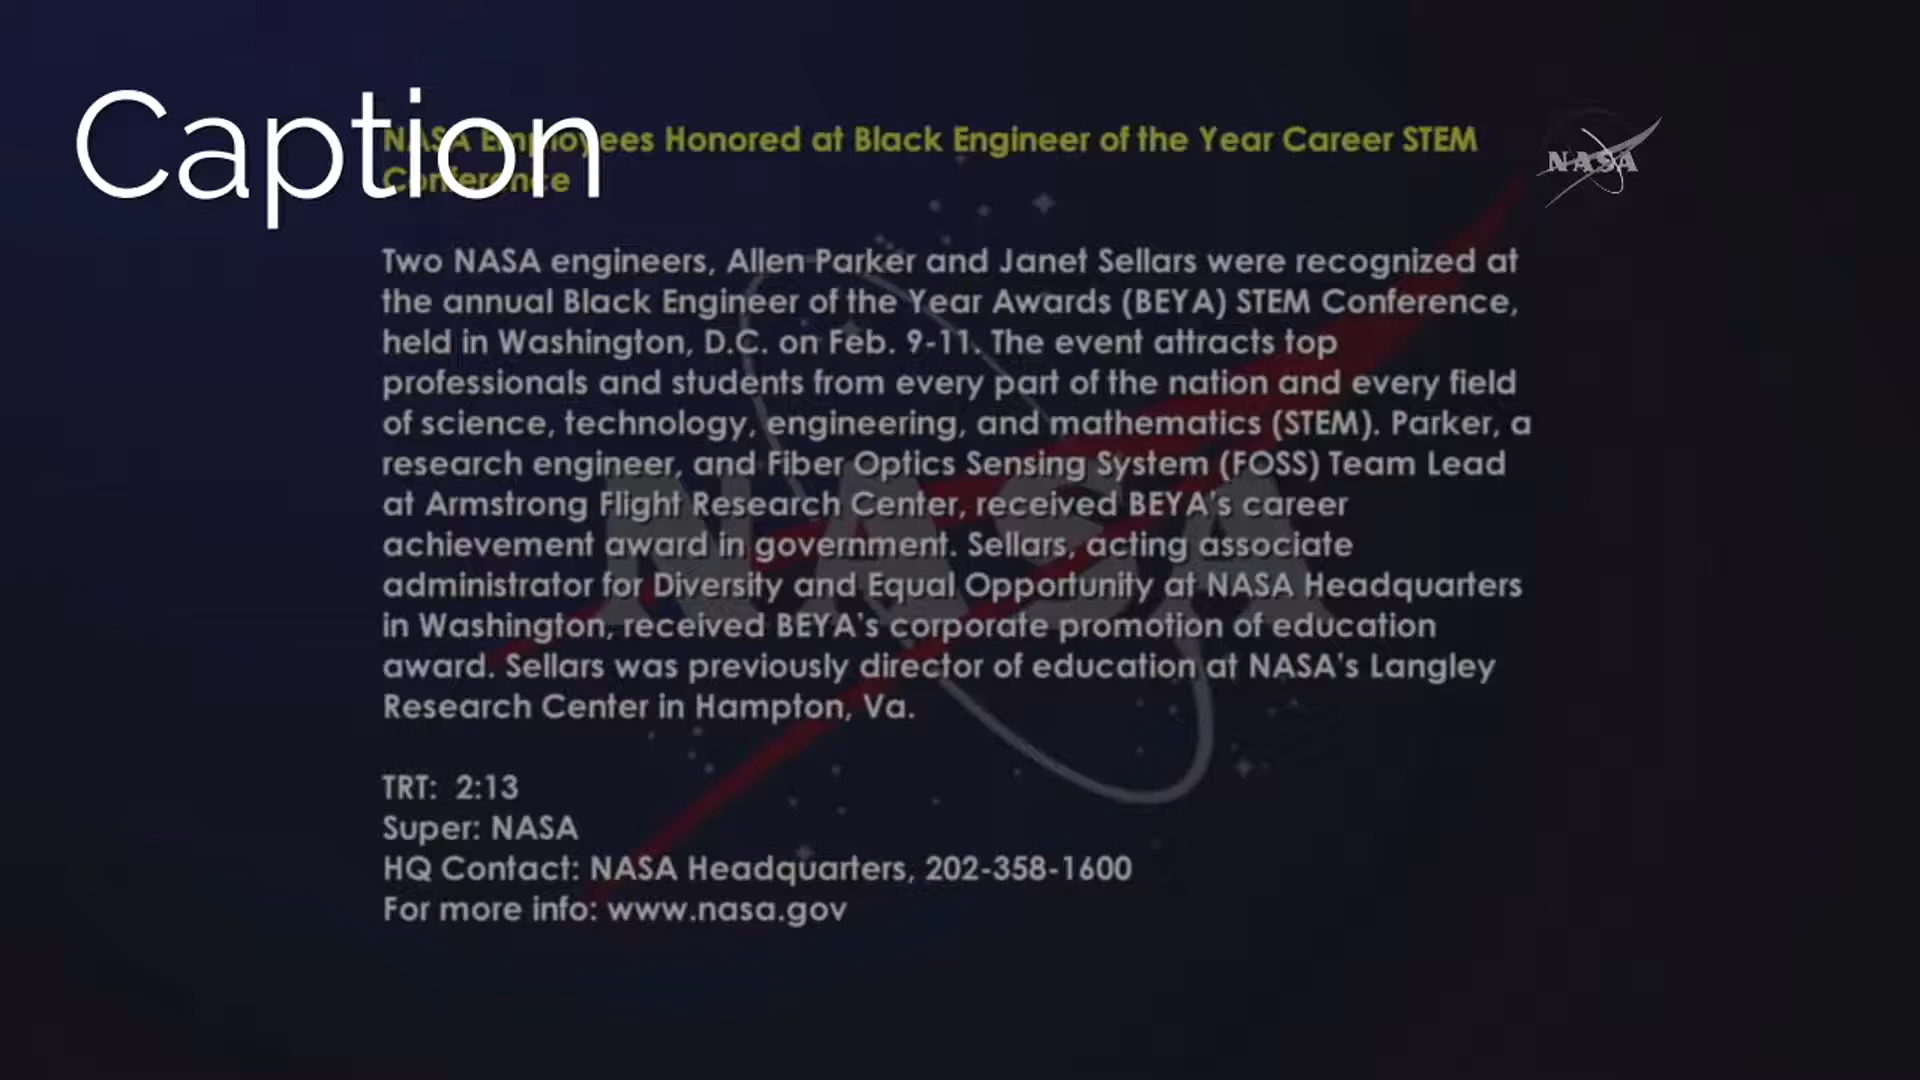 Caption
NASA Employees Honored at Black Engineer of the Year Career STEM
Conference
NASA
Two NASA engineers, Allen Parker and Janet Sellars were recognized at
the annual Black Engineer of the Year Awards (BEYA) STEM Conference,
held in Washington, D.C. on Feb. 9-11. The event attracts top
professionals and students from every part of the nation and every field
of science, technology, engineering, and mathematics (STEM). Parker, a
research engineer, and Fiber Optics Sensing System (FOSS) Team Lead
at Armstrong Flight Research Center, received BEYA's career
achievement award in government. Sellars, acting associate
administrator for Diversity and Equal Opportunity at NASA Headquarters
in Washington, received BEYA's corporate promotion of education
award. Sellars was previously director of education at NASA's Langley
Research Center in Hampton, Va.
NASA
TRT: 2:13
Super: NASA
HQ Contact: NASA Headquarters, 202-358-1600
For more info: www.nasa.gov